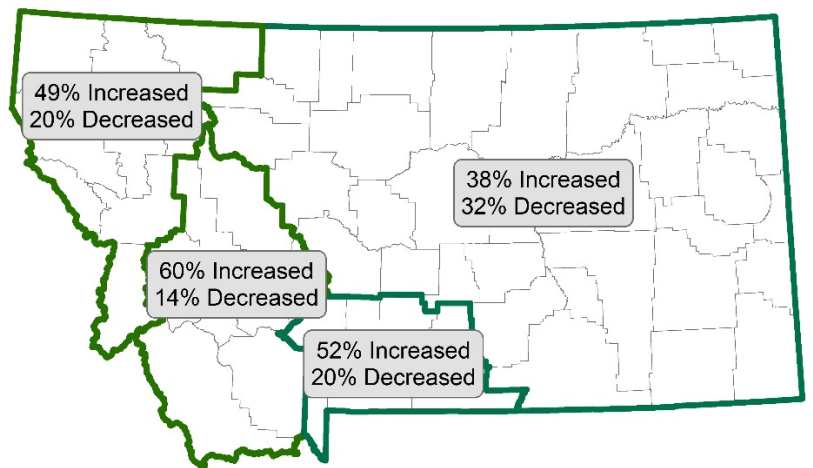 49% Increased
20% Decreased
38% Increased
32% Decreased
60% Increased
14% Decreased
52% Increased
20% Decreased